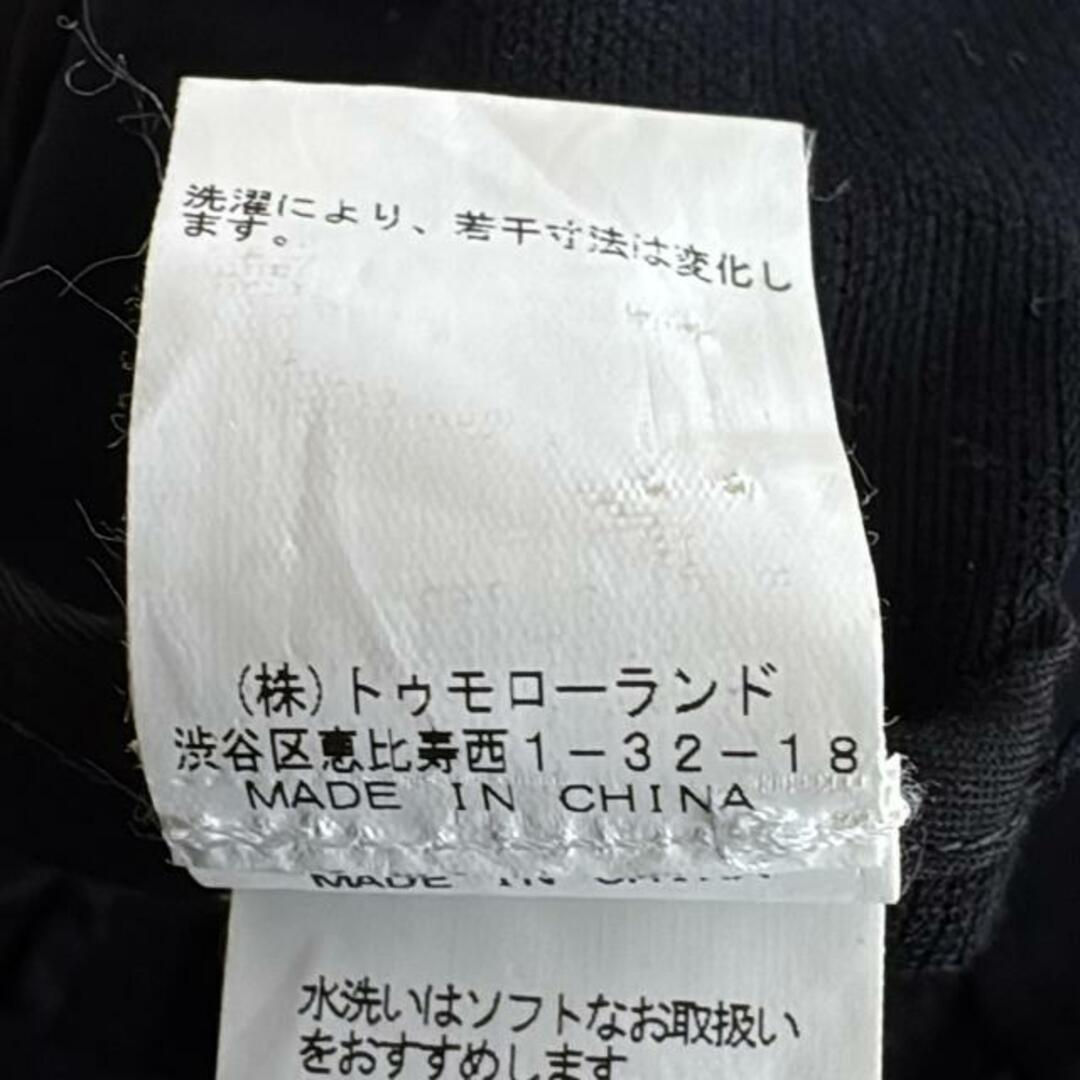 洗濯により、若干寸法は変化し
ます。
(株)トゥモローランド
渋谷区恵比寿西1-32-18
MADE IN CHINA
MADE IN CHINA
水洗いはソフトなお取扱い
をおすすめします